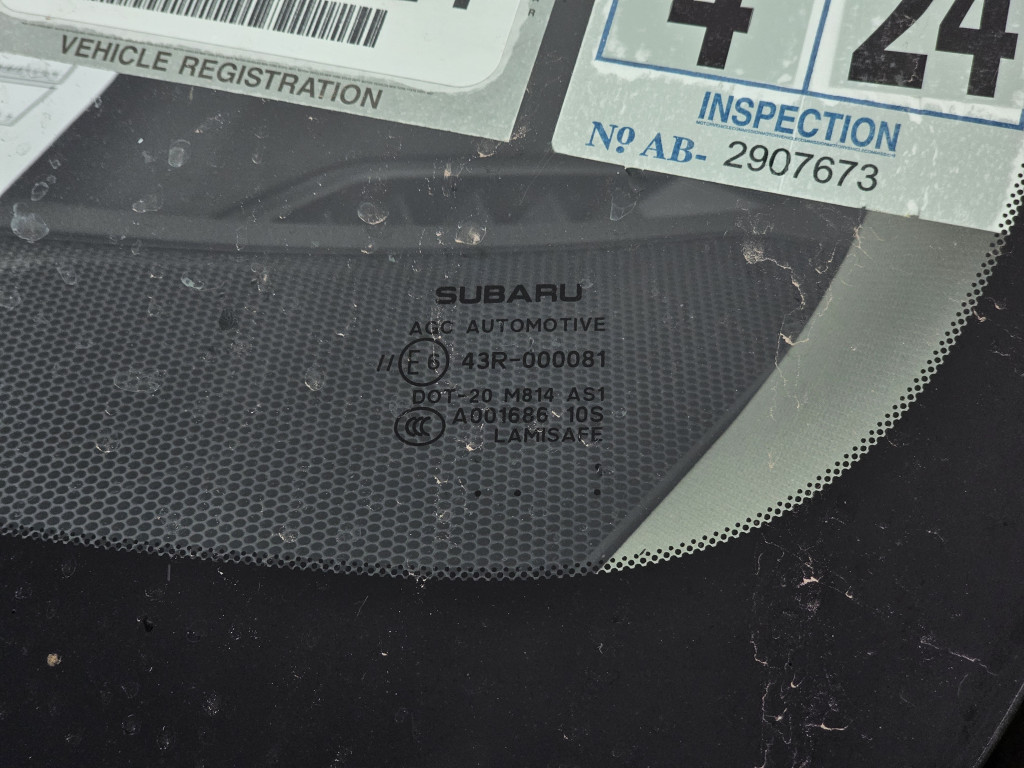 VEHICLE REGISTRATION
4 24
INSPECTION
Nº AB- 2907673
SUBARU
AGC AUTOMOTIVE
//E6 43R-000081
DOT-20 M814 AS1
CCC A001686 10S
LAMISAFE